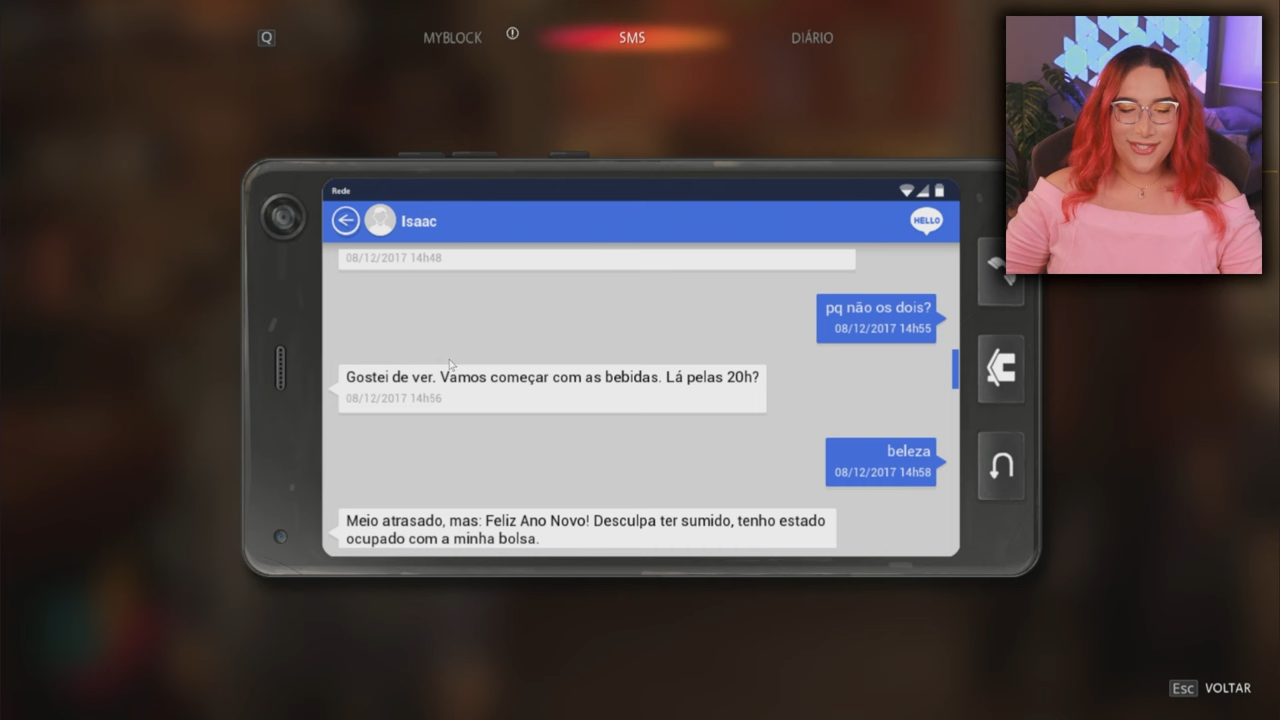 Q
MYBLOCK
SMS
DIÁRIO
Rede
Isaac
HELLO
08/12/2017 14h48
pq não os dois?
08/12/2017 14h55
Gostei de ver. Vamos começar com as bebidas. Lá pelas 20h?
08/12/2017 14h56
beleza
08/12/2017 14h58
Meio atrasado, mas: Feliz Ano Novo! Desculpa ter sumido, tenho estado
ocupado com a minha bolsa.
Esc VOLTAR